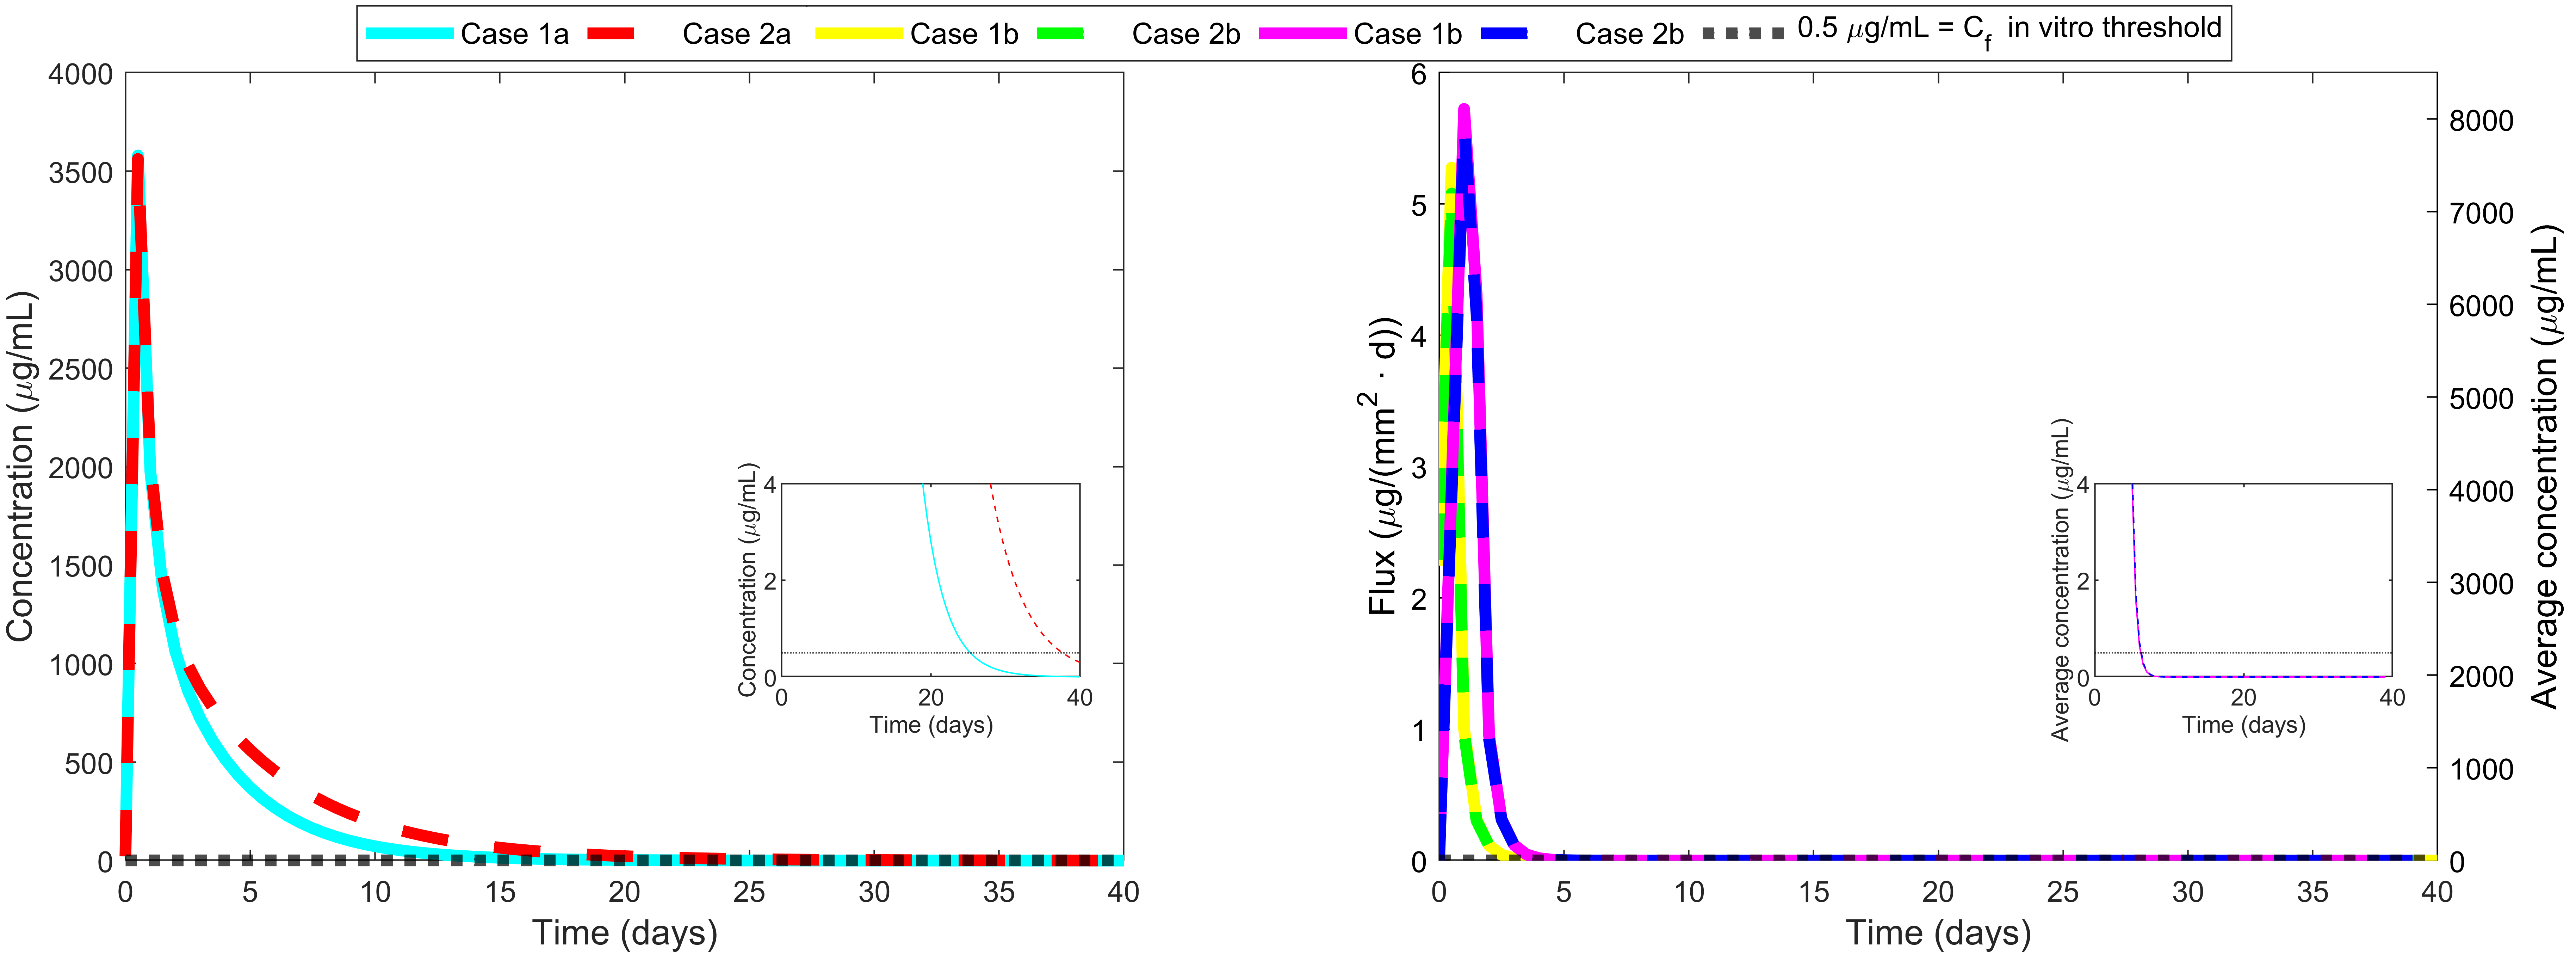 Case 1a Case 2a Case 1b Case 2b Case 1b Case 2b 0.5 μg/mL = Cf in vitro threshold
4000
3500
3000
2500
2000
1500
1000
500
0
Concentration (μg/mL)
0 5 10 15 20 25 30 35 40
Time (days)
4
2
0
Concentration (μg/mL)
0 20 40
Time (days)
6
5
4
3
2
1
0
Flux (μg/(mm² · d))
0 5 10 15 20 25 30 35 40
Time (days)
8000
7000
6000
5000
4000
3000
2000
1000
0
Average concentration (μg/mL)
4
2
0
Average concentration (μg/mL)
0 20 40
Time (days)